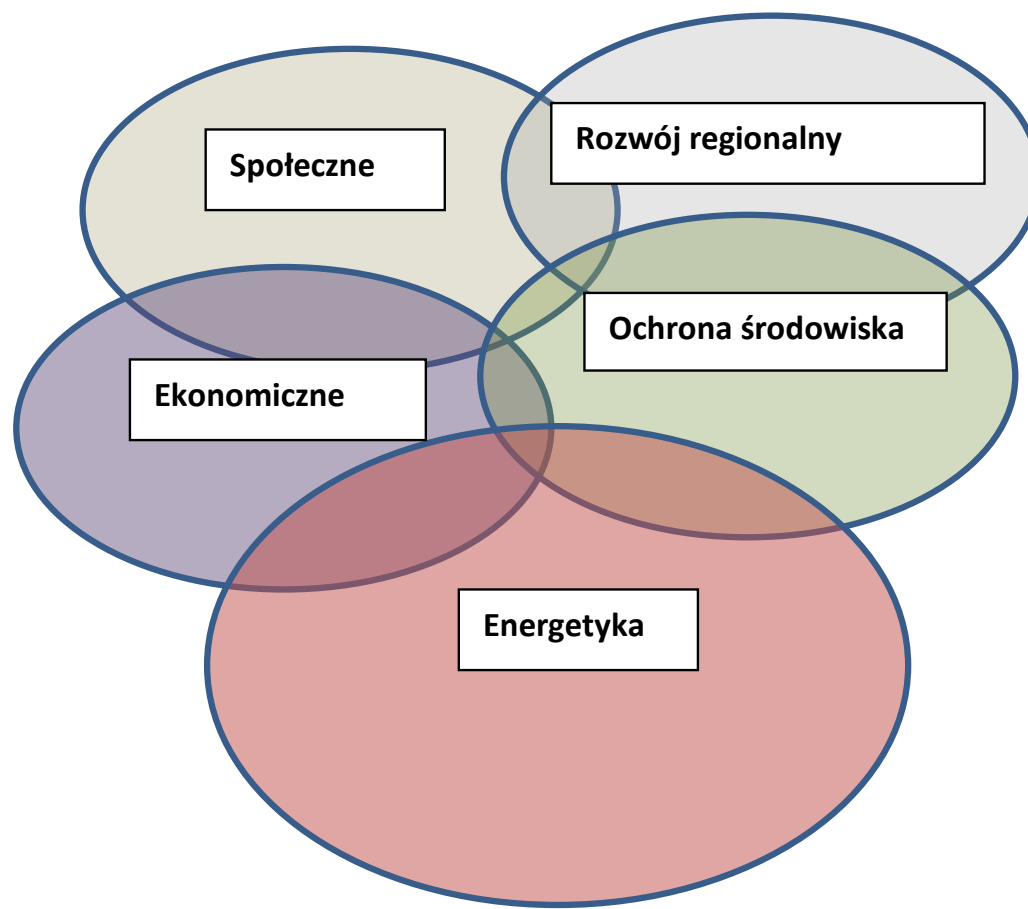 Rozwój regionalny
Społeczne
Ochrona środowiska
Ekonomiczne
Energetyka